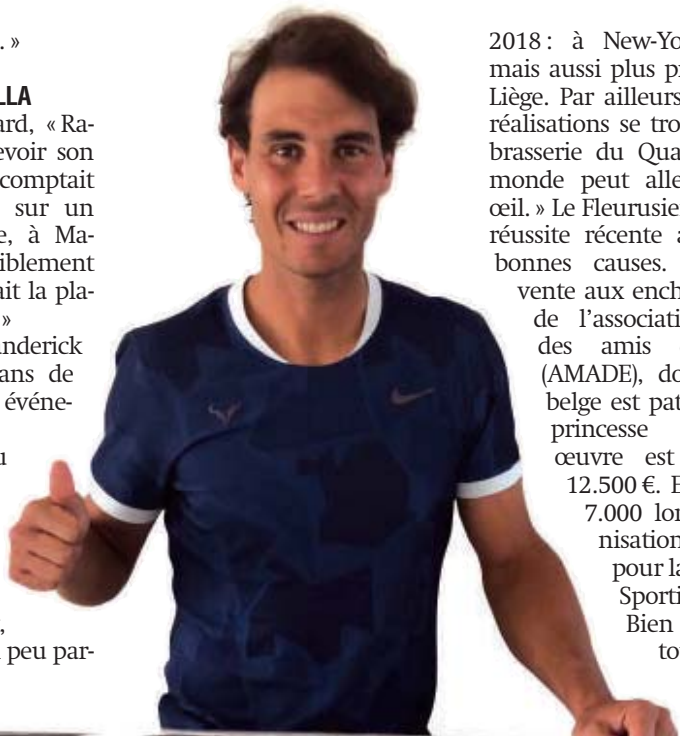 . »
LLA
ard, « Ra-
evoir son
comptait
sur un
e, à Ma-
iblement
ait la pla-
»
nderick
ans de
événe-
u
,
peu par-
2018 : à New-Yo
mais aussi plus p
Liège. Par ailleurs
réalisations se tro
brasserie du Qua
monde peut alle
œil. » Le Fleurusie
réussite récente a
bonnes causes.
vente aux ench
de l’associati
des amis
(AMADE), do
belge est pat
princesse
œuvre est
12.500 €. E
7.000 lor
nisation
pour la
Sporti
Bien
tou